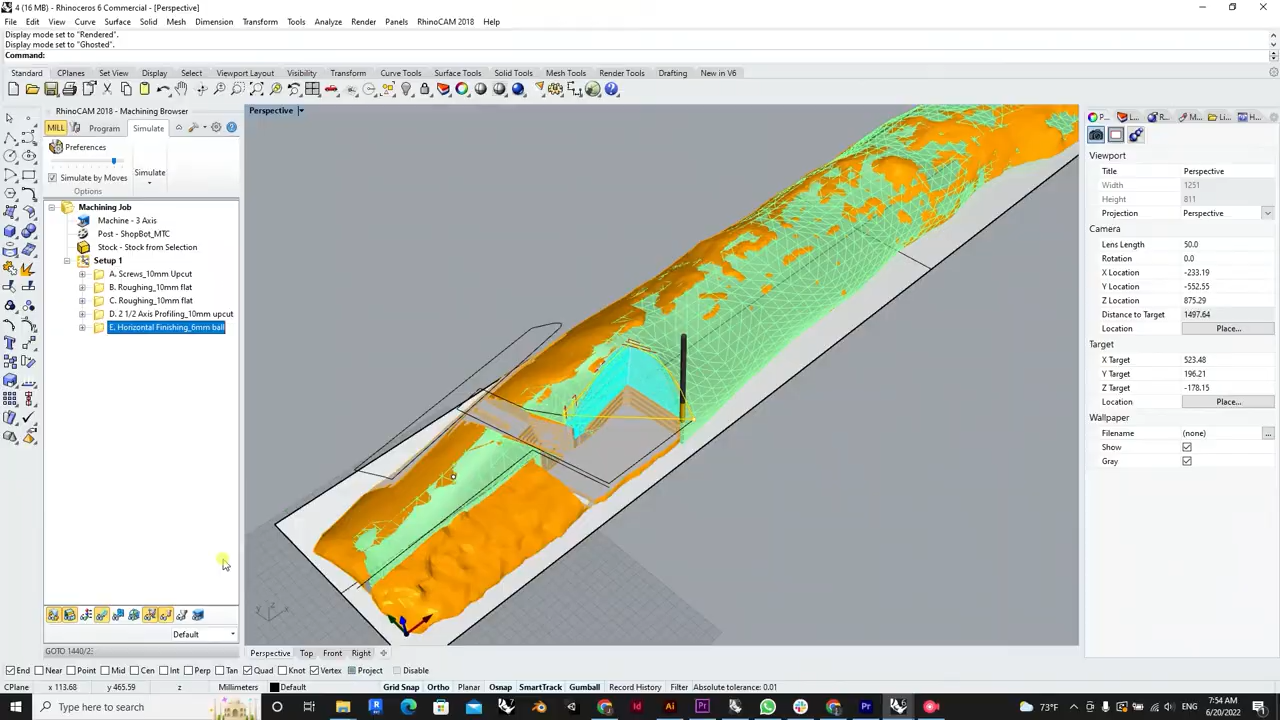 4 (16 MB) - Rhinoceros 6 Commercial - [Perspective]
File Edit View Curve Surface Solid Mesh Dimension Transform Tools Analyze Render Panels RhinoCAM 2018 Help
Display mode set to "Rendered".
Display mode set to "Ghosted".
Command:
Standard CPlanes Set View Display Select Viewport Layout Visibility Transform Curve Tools Surface Tools Solid Tools Mesh Tools Render Tools Drafting New in V6
RhinoCAM 2018 - Machining Browser
MILL Program Simulate
Preferences
Simulate by Moves
Options
Simulate
Machining Job
Machine - 3 Axis
Post - ShopBot_MTC
Stock - Stock from Selection
Setup 1
A. Screws_10mm Upcut
B. Roughing_10mm flat
C. Roughing_10mm flat
D. 2 1/2 Axis Profiling_10mm upcut
E. Horizontal Finishing_6mm ball
Default
GOTO 1440/23
Perspective
Perspective Top Front Right
P... Li... R... M... Li... H...
Viewport
Title Perspective
Width 1251
Height 811
Projection Perspective
Camera
Lens Length 50.0
Rotation 0.0
X Location -233.19
Y Location -552.55
Z Location 875.29
Distance to Target 1497.64
Location Place...
Target
X Target 523.48
Y Target 196.21
Z Target -178.15
Location Place...
Wallpaper
Filename (none) ...
Show
Gray
End Near Point Mid Cen Int Perp Tan Quad Knot Vertex Project Disable
CPlane x 113.68 y 465.59 z Millimeters Default Grid Snap Ortho Planar Osnap SmartTrack Gumball Record History Filter Absolute tolerance: 0.01
Type here to search
73°F ENG 7:54 AM
6/20/2022